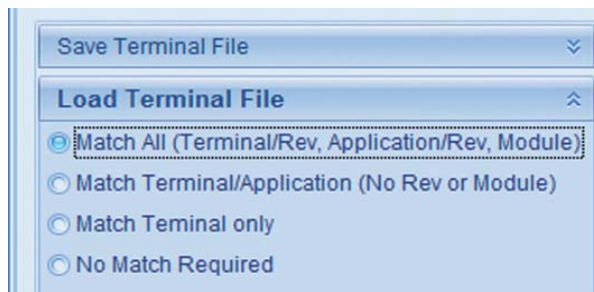 Save Terminal File
Load Terminal File
Match All (Terminal/Rev, Application/Rev, Module)
Match Terminal/Application (No Rev or Module)
Match Teminal only
No Match Required